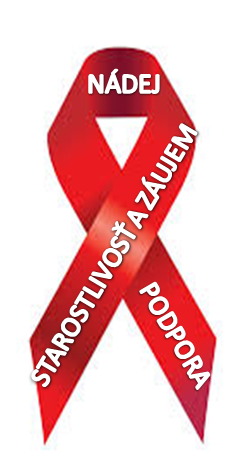 NÁDEJ
STAROSTLIVOSŤ A ZÁUJEM
PODPORA